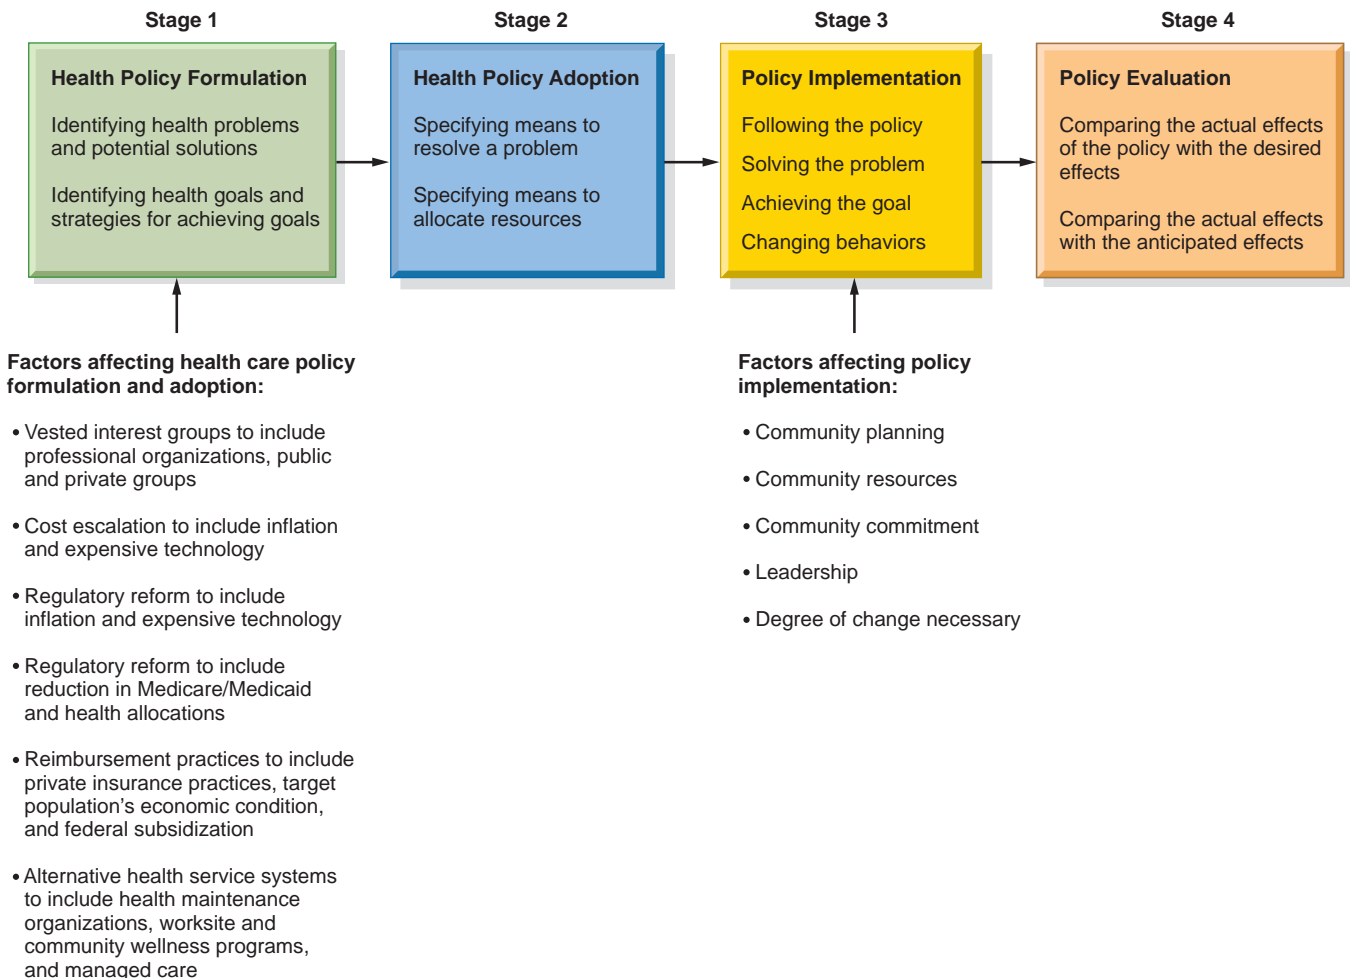 Stage 1
Stage 2
Stage 3
Stage 4
Health Policy Formulation
Identifying health problems
and potential solutions
Identifying health goals and
strategies for achieving goals
Health Policy Adoption
Specifying means to
resolve a problem
Specifying means to
allocate resources
Policy Implementation
Following the policy
Solving the problem
Achieving the goal
Changing behaviors
Policy Evaluation
Comparing the actual effects
of the policy with the desired
effects
Comparing the actual effects
with the anticipated effects
Factors affecting health care policy
formulation and adoption:
• Vested interest groups to include
professional organizations, public
and private groups
• Cost escalation to include inflation
and expensive technology
• Regulatory reform to include
inflation and expensive technology
• Regulatory reform to include
reduction in Medicare/Medicaid
and health allocations
• Reimbursement practices to include
private insurance practices, target
population's economic condition,
and federal subsidization
• Alternative health service systems
to include health maintenance
organizations, worksite and
community wellness programs,
and managed care
Factors affecting policy
implementation:
• Community planning
• Community resources
• Community commitment
• Leadership
• Degree of change necessary